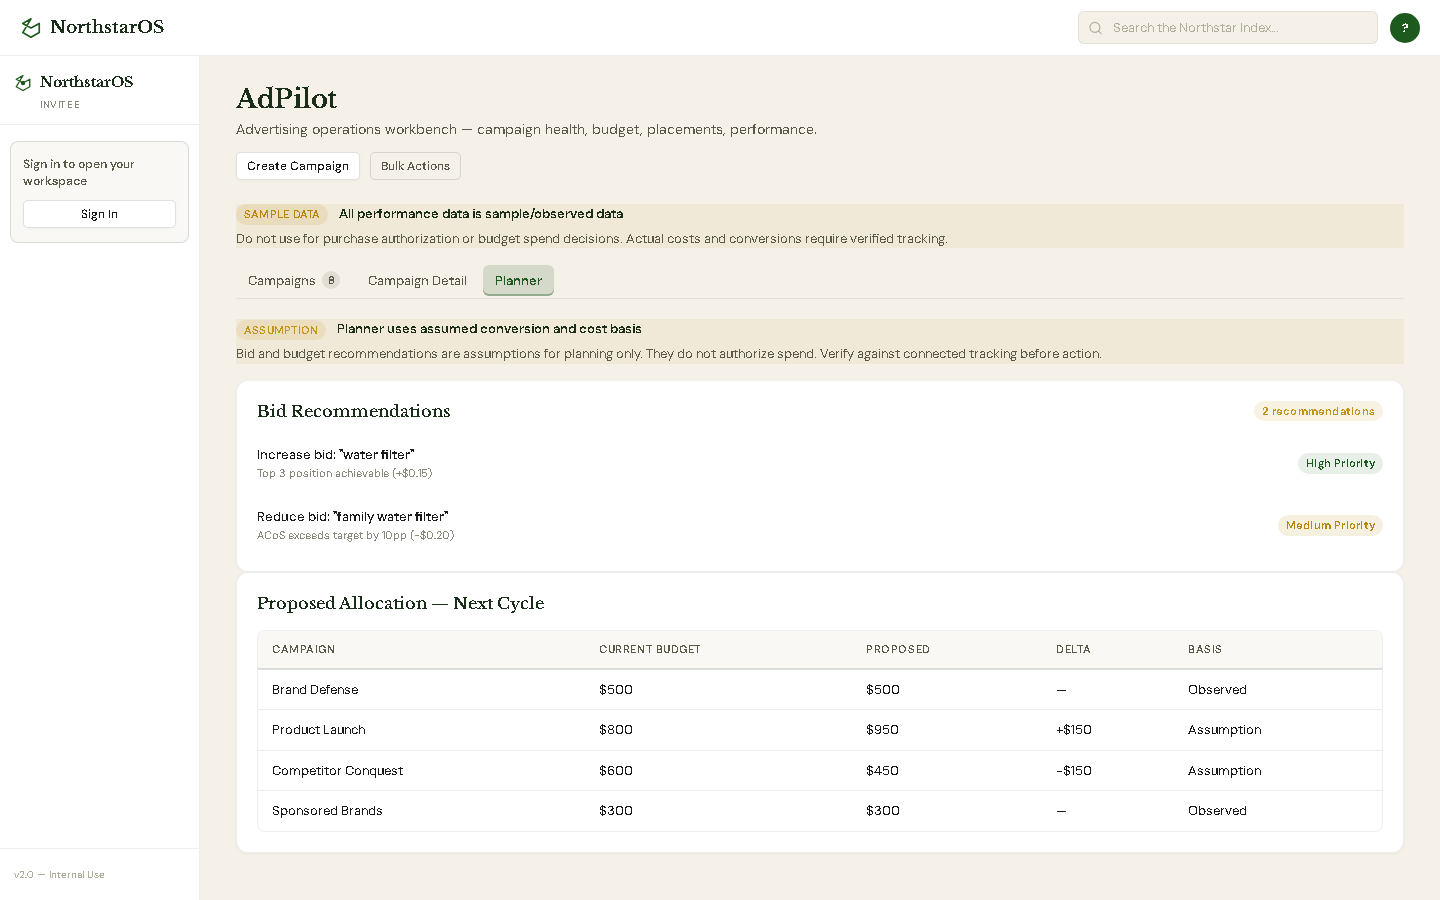 NorthstarOS
Search the Northstar Index...
?
NorthstarOS
INVITEE
Sign in to open your
workspace
Sign In
v2.0 — Internal Use
AdPilot
Advertising operations workbench — campaign health, budget, placements, performance.
Create Campaign
Bulk Actions
SAMPLE DATA All performance data is sample/observed data
Do not use for purchase authorization or budget spend decisions. Actual costs and conversions require verified tracking.
Campaigns 8 Campaign Detail Planner
ASSUMPTION Planner uses assumed conversion and cost basis
Bid and budget recommendations are assumptions for planning only. They do not authorize spend. Verify against connected tracking before action.
Bid Recommendations 2 recommendations
Increase bid: "water filter"
Top 3 position achievable (+$0.15)
High Priority
Reduce bid: "family water filter"
ACoS exceeds target by 10pp (-$0.20)
Medium Priority
Proposed Allocation — Next Cycle
CAMPAIGN CURRENT BUDGET PROPOSED DELTA BASIS
Brand Defense $500 $500 — Observed
Product Launch $800 $950 +$150 Assumption
Competitor Conquest $600 $450 -$150 Assumption
Sponsored Brands $300 $300 — Observed